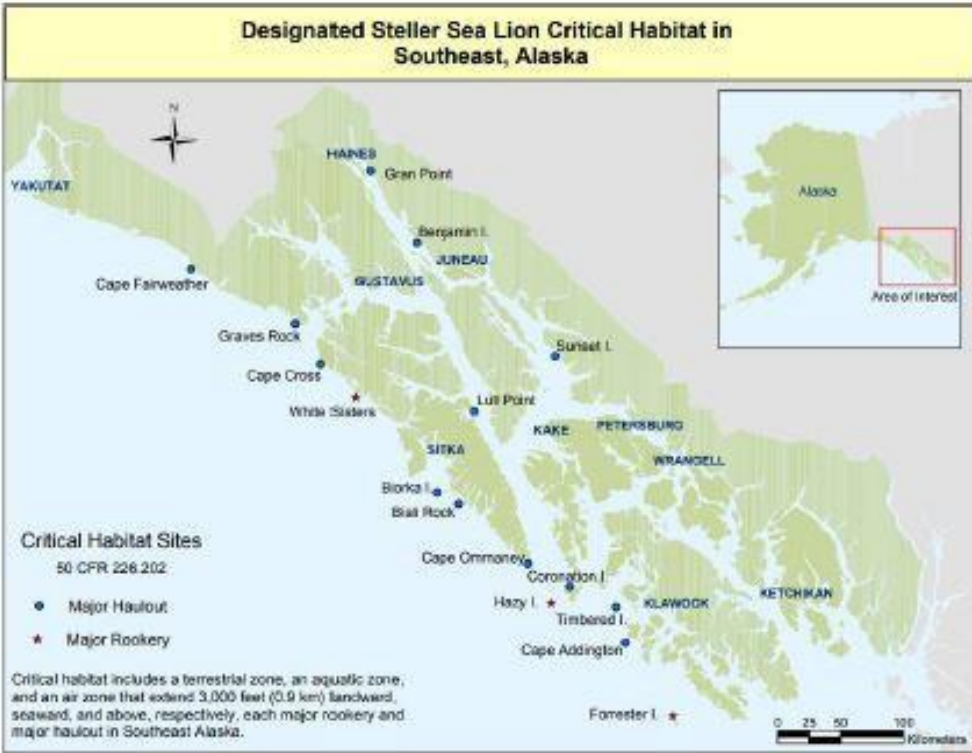 Designated Steller Sea Lion Critical Habitat in
Southeast, Alaska
N
HAINES
Gran Point
YAKUTAT
Alaska
Benjamin I.
JUNEAU
Cape Fairweather
GUSTAVUS
Area of Interest
Graves Rock
Sunset I.
Cape Cross
White Sisters
Lull Point
KAKE
PETERSBURG
SITKA
WRANGELL
Biorka I.
Biali Rock
Critical Habitat Sites
50 CFR 226.202
Cape Ommaney
Coronation I.
Hazy I.
KLAWOCK
KETCHIKAN
Major Haulout
Timbered I.
Major Rookery
Cape Addington
Critical habitat includes a terrestrial zone, an aquatic zone,
and an air zone that extend 3,000 feet (0.9 km) landward,
seaward, and above, respectively, each major rookery and
major haulout in Southeast Alaska.
Forrester I.
0 25 50 100
Kilometers